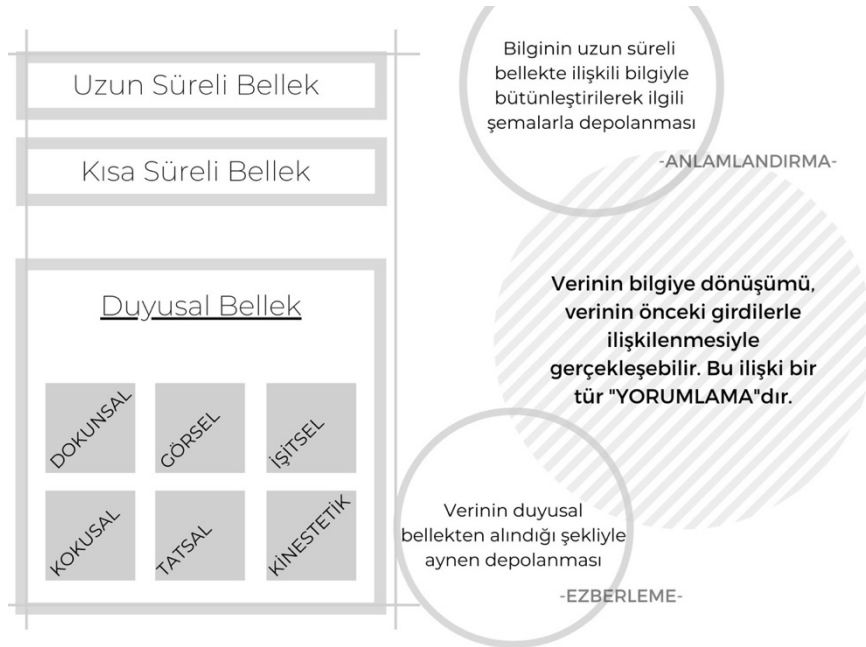 Uzun Süreli Bellek
Kısa Süreli Bellek
Duyusal Bellek
DOKUNSAL
GÖRSEL
İŞİTSEL
KOKUSAL
TATSAL
KİNESTETİK
Bilginin uzun süreli
bellekte ilişkili bilgiyle
bütünleştirilerek ilgili
şemalarla depolanması
-ANLAMLANDIRMA-
Verinin bilgiye dönüşümü,
verinin önceki girdilerle
ilişkilenmesiyle
gerçekleşebilir. Bu ilişki bir
tür "YORUMLAMA"dır.
Verinin duyusal
bellekten alındığı şekliyle
aynen depolanması
-EZBERLEME-